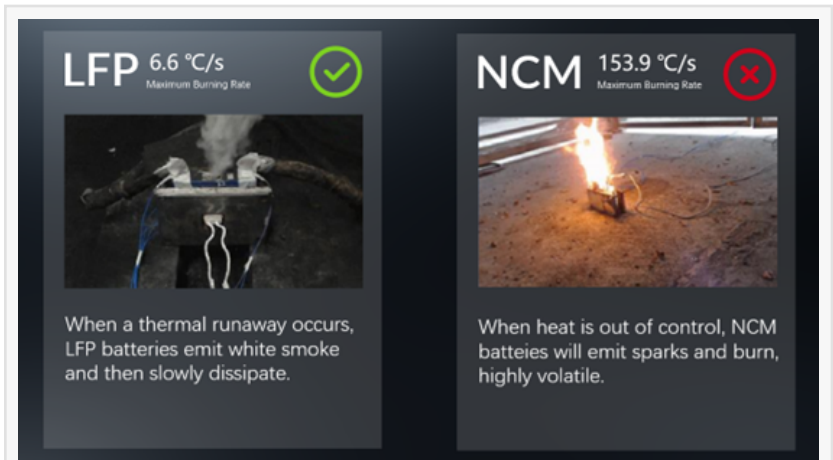 LFP 6.6 ℃/s
Maximum Burning Rate
When a thermal runaway occurs,
LFP batteries emit white smoke
and then slowly dissipate.
NCM 153.9 ℃/s
Maximum Burning Rate
When heat is out of control, NCM
batteies will emit sparks and burn,
highly volatile.